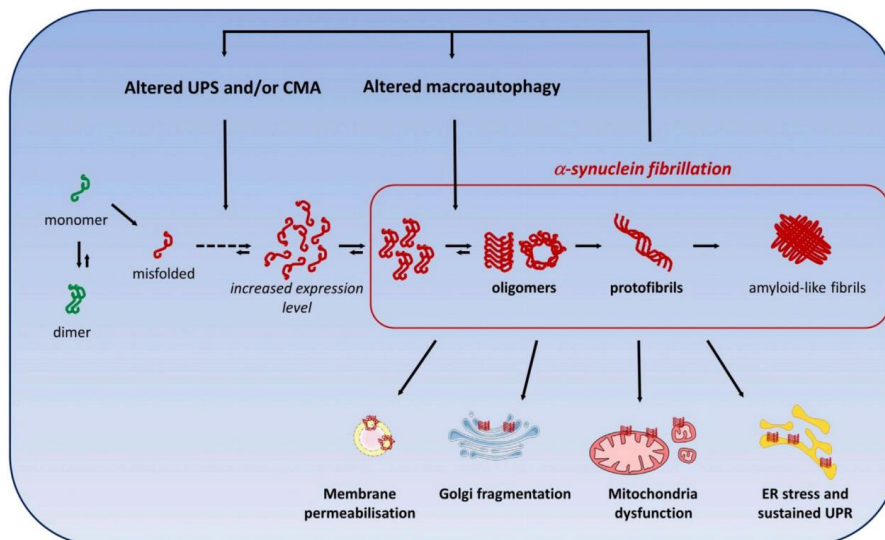 Altered UPS and/or CMA
Altered macroautophagy
α-synuclein fibrillation
monomer
misfolded
dimer
increased expression
level
oligomers
protofibrils
amyloid-like fibrils
Membrane
permeabilisation
Golgi fragmentation
Mitochondria
dysfunction
ER stress and
sustained UPR